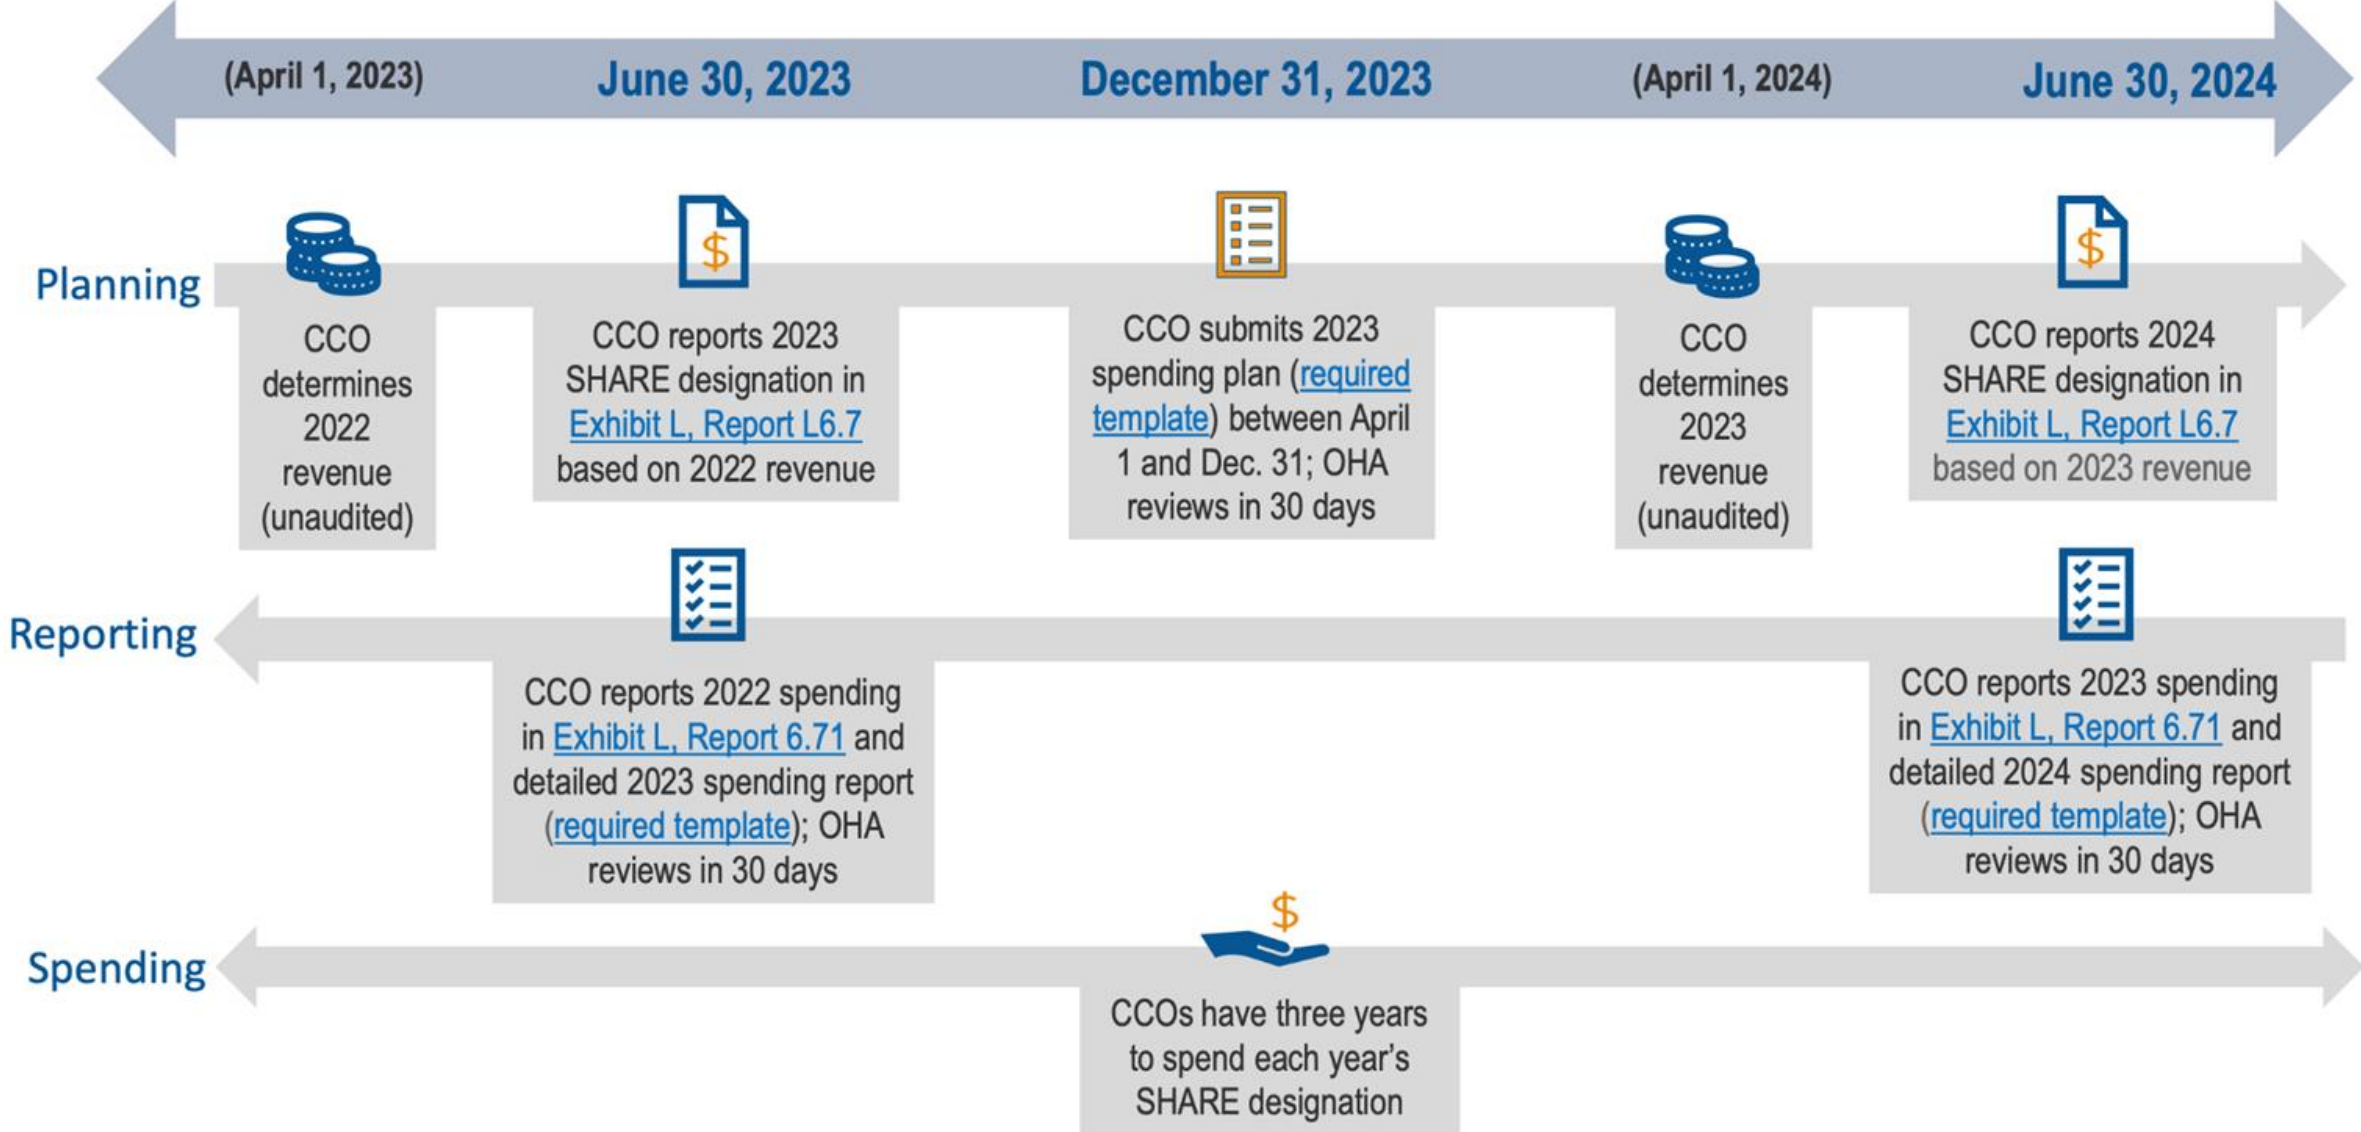 (April 1, 2023)
June 30, 2023
December 31, 2023
(April 1, 2024)
June 30, 2024
Planning
CCO
determines
2022
revenue
(unaudited)
$
CCO reports 2023
SHARE designation in
Exhibit L, Report L6.7
based on 2022 revenue
CCO submits 2023
spending plan (required
template) between April
1 and Dec. 31; OHA
reviews in 30 days
CCO
determines
2023
revenue
(unaudited)
$
CCO reports 2024
SHARE designation in
Exhibit L, Report L6.7
based on 2023 revenue
Reporting
CCO reports 2022 spending
in Exhibit L, Report 6.71 and
detailed 2023 spending report
(required template); OHA
reviews in 30 days
CCO reports 2023 spending
in Exhibit L, Report 6.71 and
detailed 2024 spending report
(required template); OHA
reviews in 30 days
Spending
$
CCOs have three years
to spend each year’s
SHARE designation